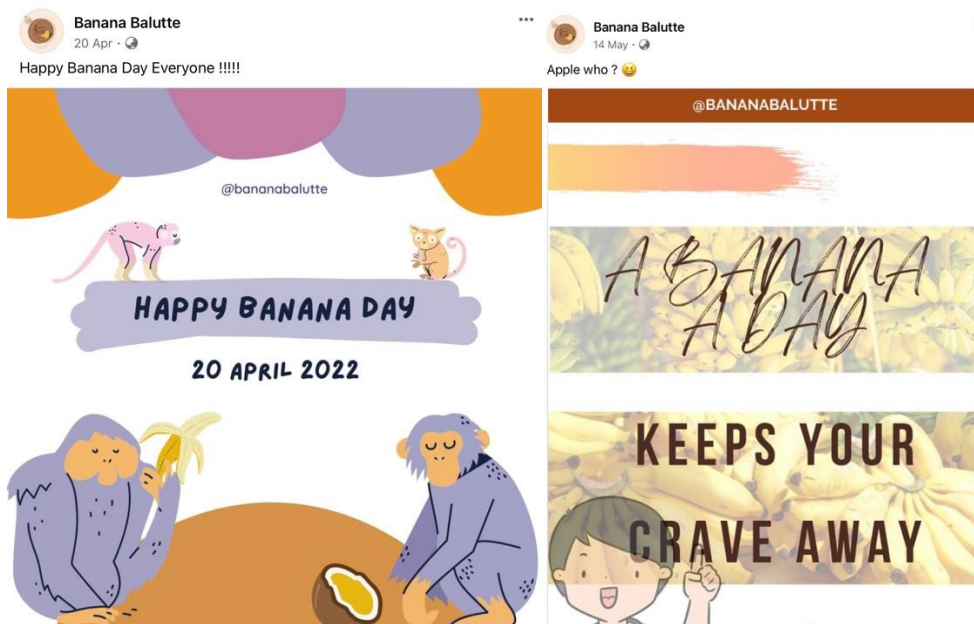 Banana Balutte
20 Apr ·
Happy Banana Day Everyone !!!!!
@bananabalutte
HAPPY BANANA DAY
20 APRIL 2022
Banana Balutte
14 May ·
Apple who ? 😆
@BANANABALUTTE
A BANANA
A DAY
KEEPS YOUR
CRAVE AWAY